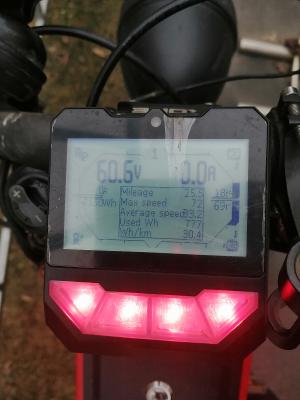 1
60.6V 0.0A
Mileage 25.5
Max speed 72
Average speed 33.2
Used Wh 777
Wh/km 30.4